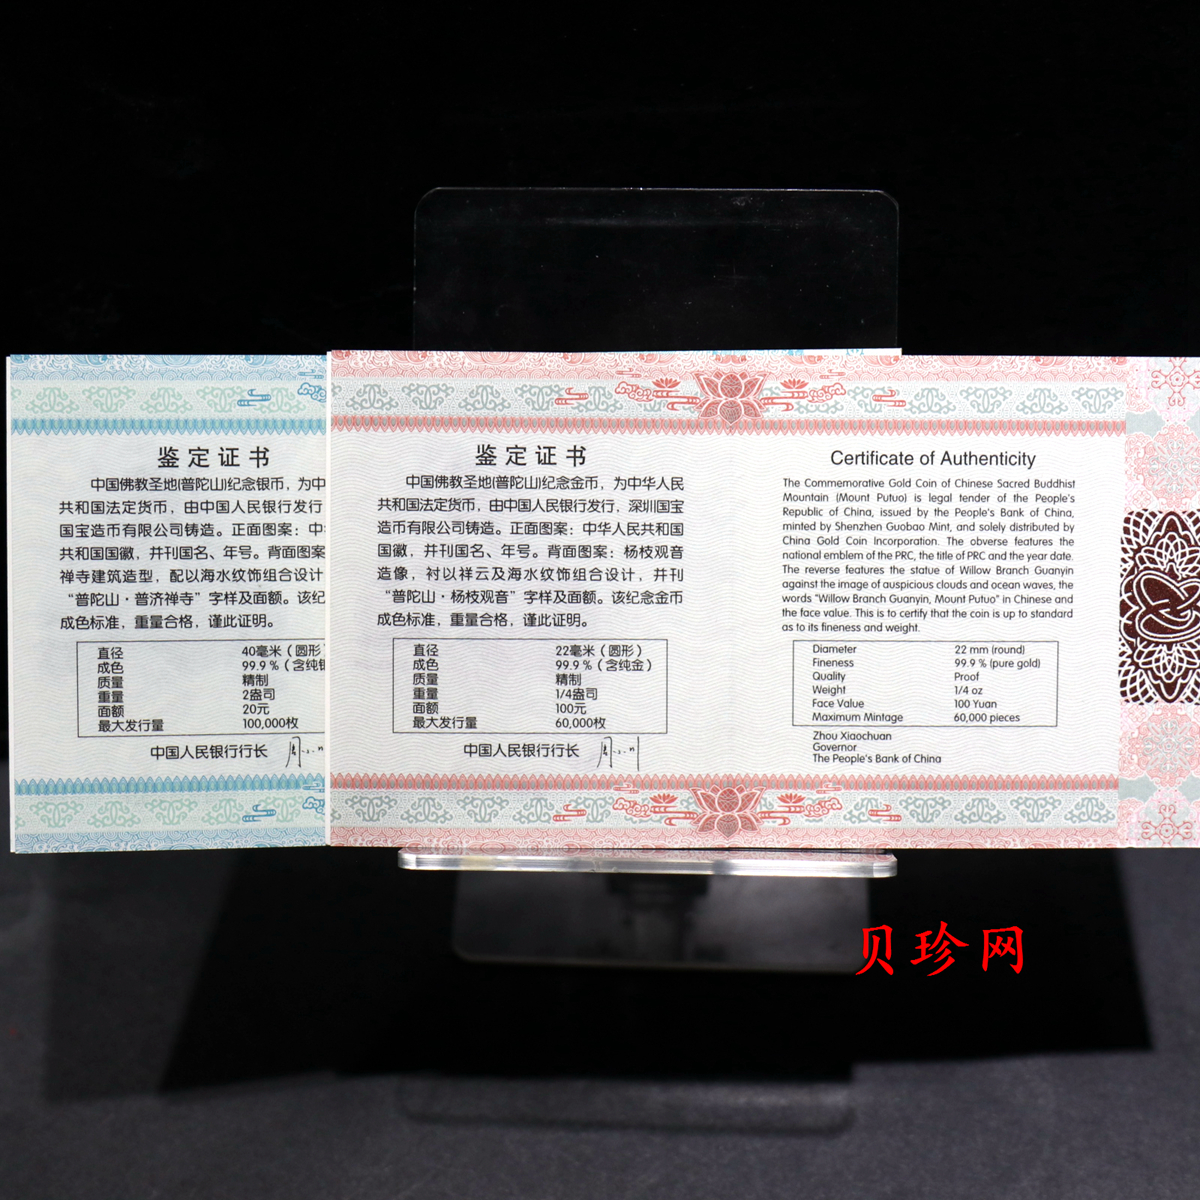 鉴定证书
中国佛教圣地(普陀山)纪念银币，为中
共和国法定货币，由中国人民银行发行
国宝造币有限公司铸造。正面图案：中
共和国国徽，并刊国名、年号。背面图案
禅寺建筑造型，配以海水纹饰组合设计
“普陀山·普济禅寺”字样及面额。该纪
成色标准，重量合格，谨此证明。
直径 40毫米（圆形）
成色 99.9％（含纯
质量 精制
重量 2盎司
面额 20元
最大发行量 100,000枚
中国人民银行行长
鉴定证书
中国佛教圣地(普陀山)纪念金币，为中华人民
共和国法定货币，由中国人民银行发行，深圳国宝
造币有限公司铸造。正面图案：中华人民共和国
国徽，并刊国名、年号。背面图案：杨枝观音
造像，衬以祥云及海水纹饰组合设计，并刊
“普陀山·杨枝观音”字样及面额。该纪念金币
成色标准，重量合格，谨此证明。
直径 22毫米（圆形）
成色 99.9％（含纯金）
质量 精制
重量 1/4盎司
面额 100元
最大发行量 60,000枚
中国人民银行行长
Certificate of Authenticity
The Commemorative Gold Coin of Chinese Sacred Buddhist
Mountain (Mount Putuo) is legal tender of the People's
Republic of China, issued by the People's Bank of China,
minted by Shenzhen Guobao Mint, and solely distributed by
China Gold Coin Incorporation. The obverse features the
national emblem of the PRC, the title of PRC and the year date.
The reverse features the statue of Willow Branch Guanyin
against the image of auspicious clouds and ocean waves, the
words "Willow Branch Guanyin, Mount Putuo" in Chinese and
the face value. This is to certify that the coin is up to standard
as to its fineness and weight.
Diameter 22 mm (round)
Fineness 99.9 % (pure gold)
Quality Proof
Weight 1/4 oz
Face Value 100 Yuan
Maximum Mintage 60,000 pieces
Zhou Xiaochuan
Governor
The People's Bank of China
贝珍网